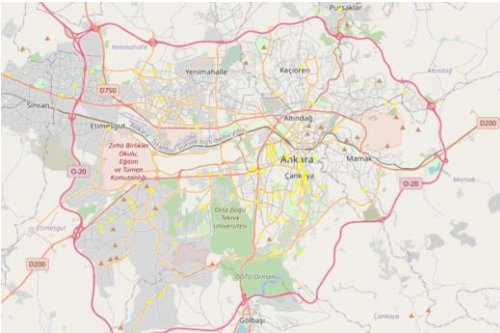 Pursaklar
Yenimahalle
Yenimahalle
Keçiören
Altındağ
D750
Sincan
Altındağ
D200
Etimesgut
Zırhlı Birlikler
Okulu,
Eğitim
ve Tümen
Komutanlığı
Ankara
Mamak
Çankaya
O-20
O-20
Mamak
Orta Doğu
Teknik
Üniversitesi
Etimesgut
D200
ODTÜ Ormanı
Gölbaşı
Çankaya